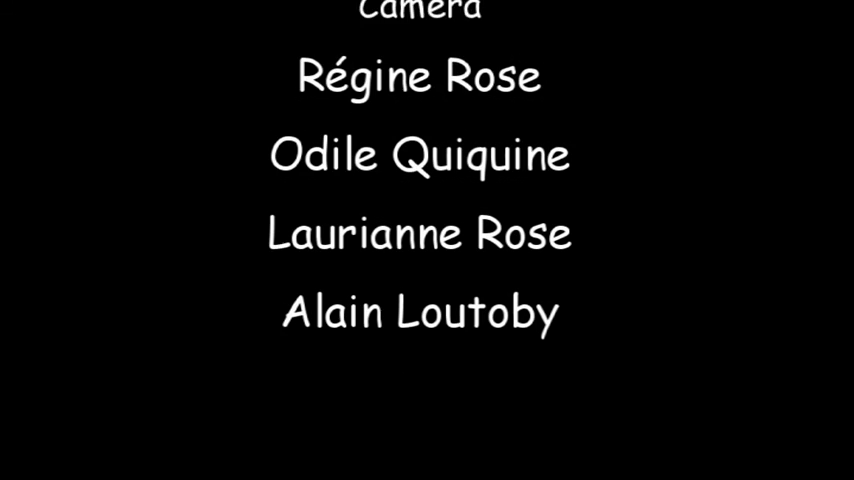 Camera
Régine Rose
Odile Quiquine
Laurianne Rose
Alain Loutoby